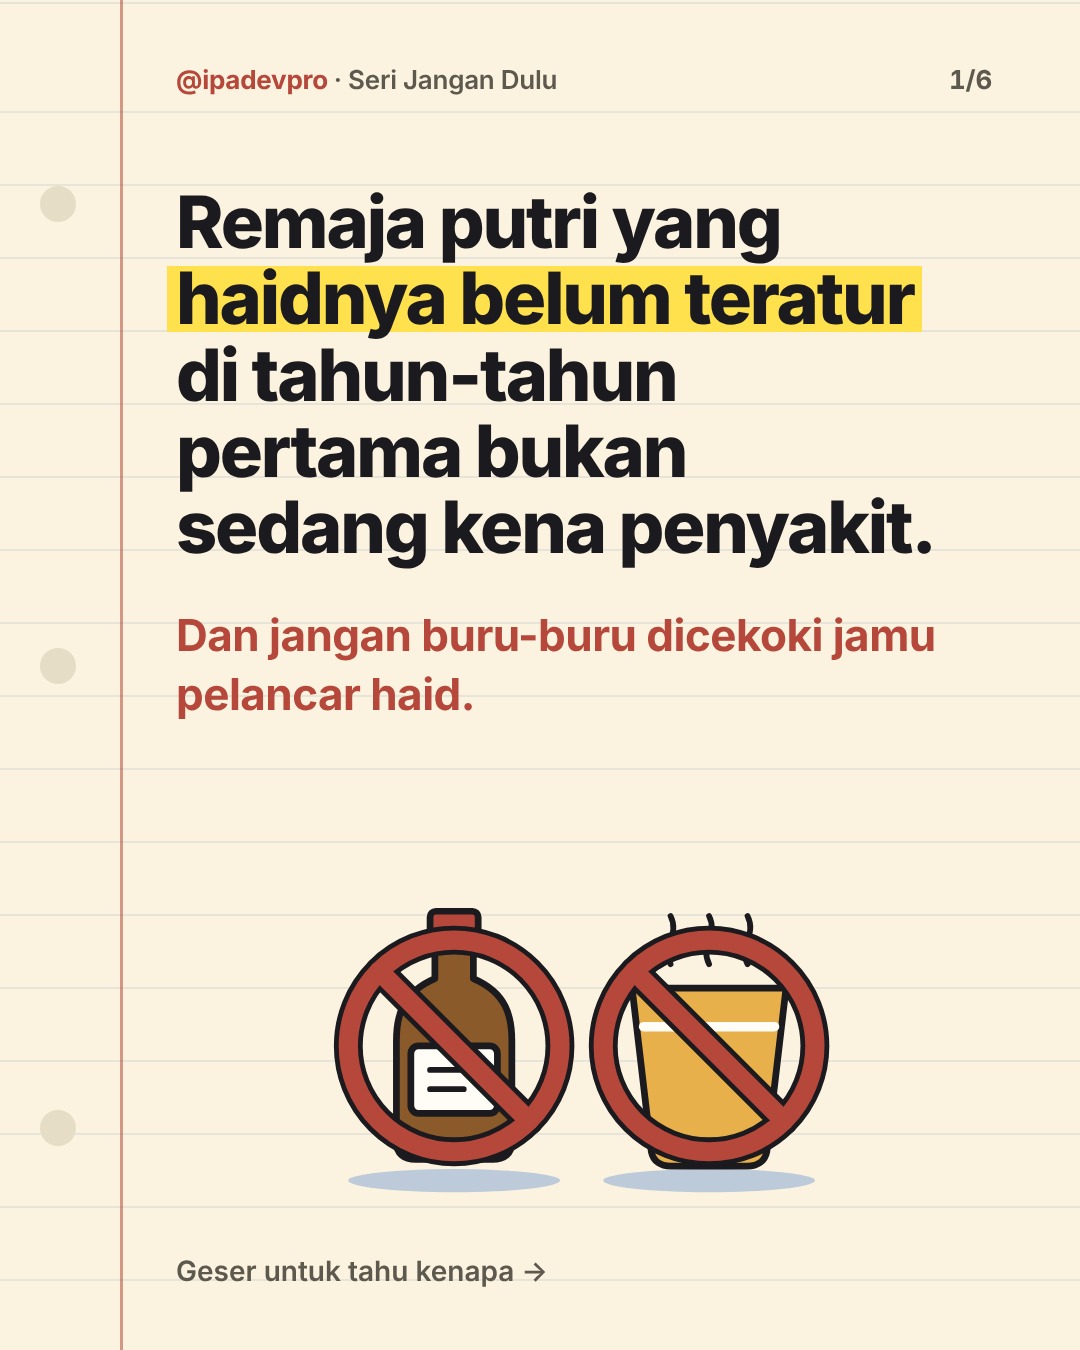 @ipadevpro · Seri Jangan Dulu
1/6
Remaja putri yang
haidnya belum teratur
di tahun-tahun
pertama bukan
sedang kena penyakit.
Dan jangan buru-buru dicekoki jamu
pelancar haid.
Geser untuk tahu kenapa →